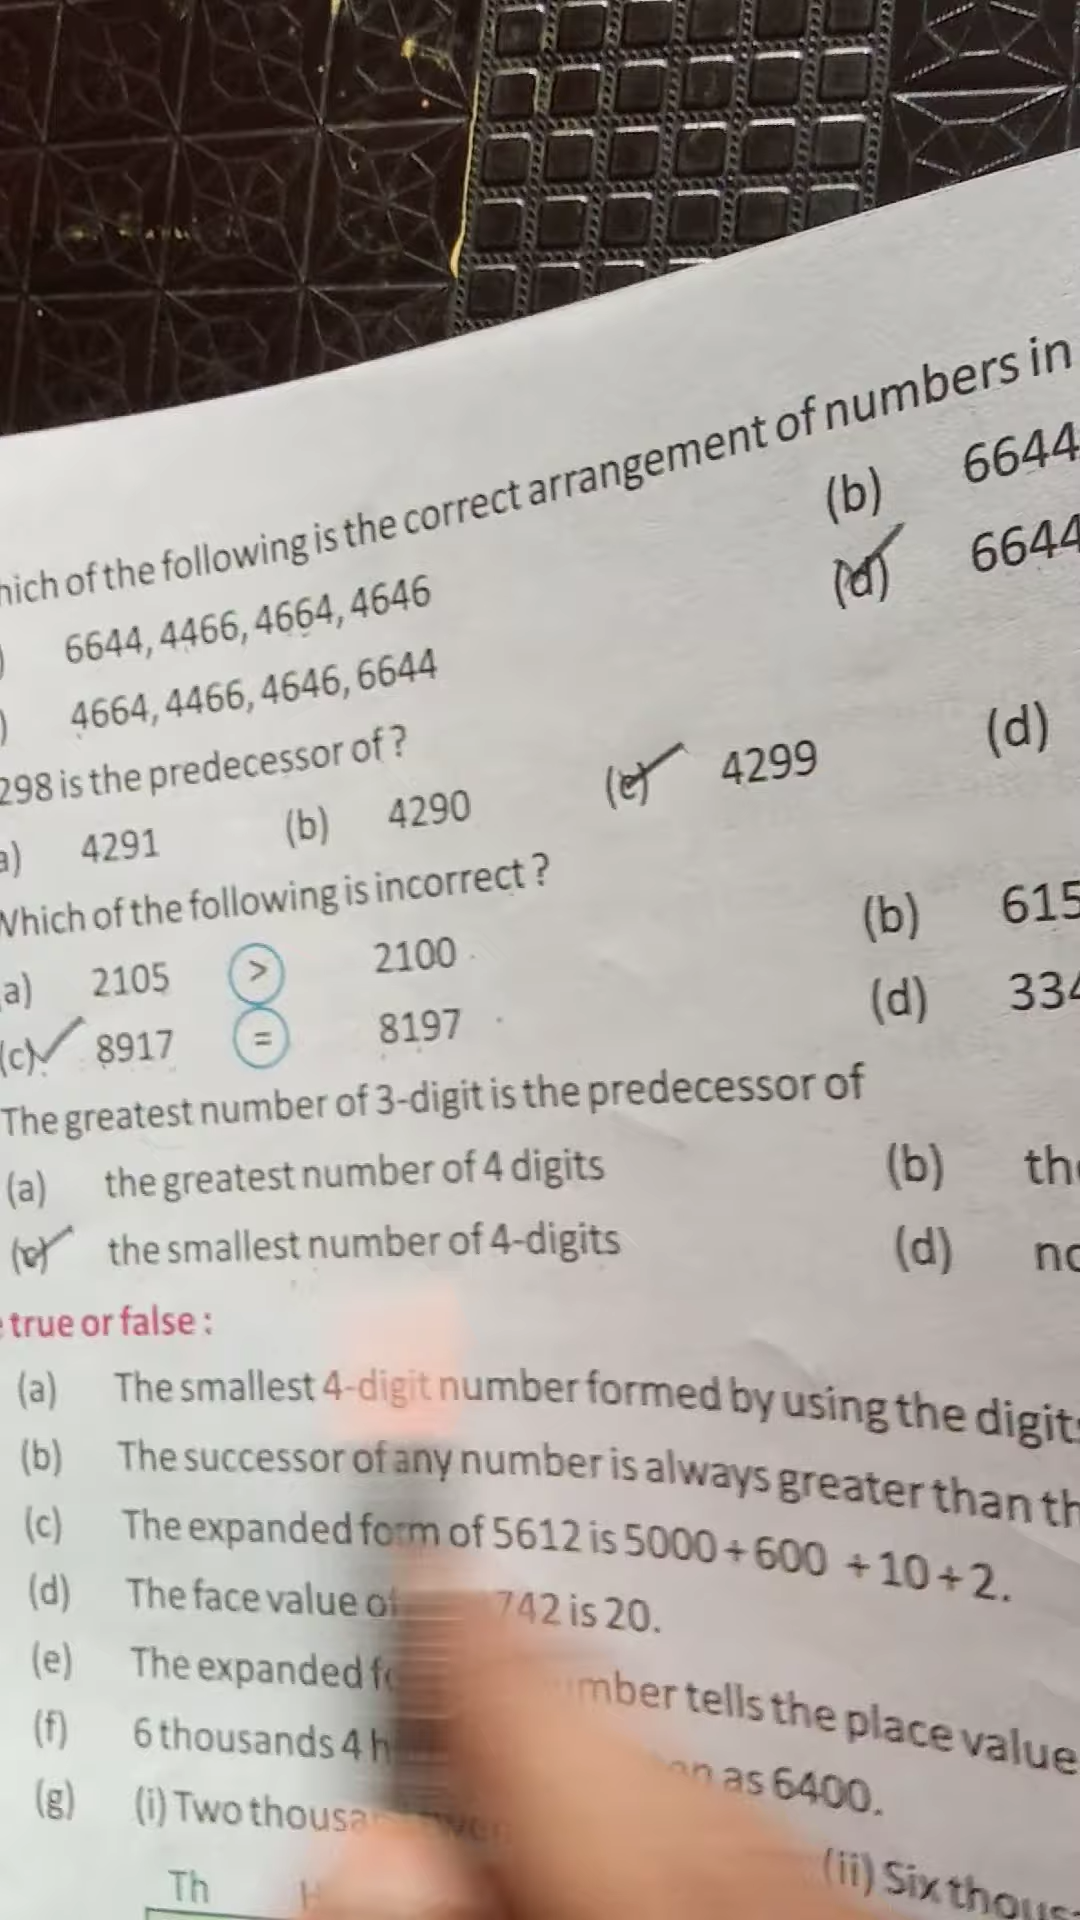 hich of the following is the correct arrangement of numbers in
6644, 4466, 4664, 4646 (b) 6644
4664, 4466, 4646, 6644 (d) 6644
298 is the predecessor of ?
a) 4291 (b) 4290 (c) 4299 (d)
Which of the following is incorrect ?
a) 2105 > 2100 (b) 615
(c) 8917 = 8197 (d) 334
The greatest number of 3-digit is the predecessor of
(a) the greatest number of 4 digits (b) the
(c) the smallest number of 4-digits (d) no
true or false :
(a) The smallest 4-digit number formed by using the digits
(b) The successor of any number is always greater than th
(c) The expanded form of 5612 is 5000 + 600 + 10 + 2.
(d) The face value of 742 is 20.
(e) The expanded mber tells the place value
(f) 6 thousands 4 h as 6400.
(g) (i) Two thousa (ii) Six thous
Th H